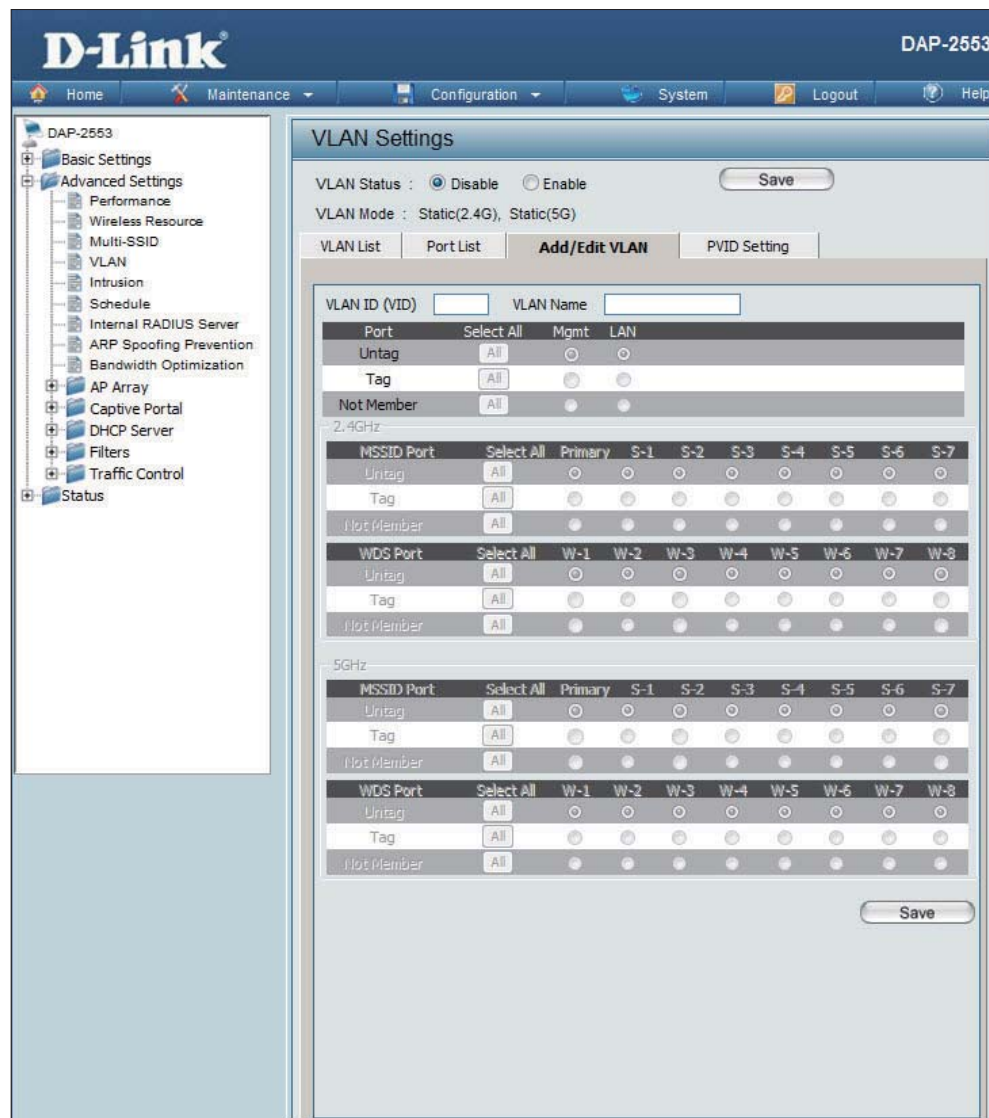 D-Link®
DAP-2553
Home Maintenance Configuration System Logout Help
DAP-2553
Basic Settings
Advanced Settings
Performance
Wireless Resource
Multi-SSID
VLAN
Intrusion
Schedule
Internal RADIUS Server
ARP Spoofing Prevention
Bandwidth Optimization
AP Array
Captive Portal
DHCP Server
Filters
Traffic Control
Status
VLAN Settings
VLAN Status : Disable Enable Save
VLAN Mode : Static(2.4G), Static(5G)
VLAN List Port List Add/Edit VLAN PVID Setting
VLAN ID (VID) VLAN Name
Port Select All Mgmt LAN
Untag All
Tag All
Not Member All
2.4GHz
MSSID Port Select All Primary S-1 S-2 S-3 S-4 S-5 S-6 S-7
Untag All
Tag All
Not Member All
WDS Port Select All W-1 W-2 W-3 W-4 W-5 W-6 W-7 W-8
Untag All
Tag All
Not Member All
5GHz
MSSID Port Select All Primary S-1 S-2 S-3 S-4 S-5 S-6 S-7
Untag All
Tag All
Not Member All
WDS Port Select All W-1 W-2 W-3 W-4 W-5 W-6 W-7 W-8
Untag All
Tag All
Not Member All
Save